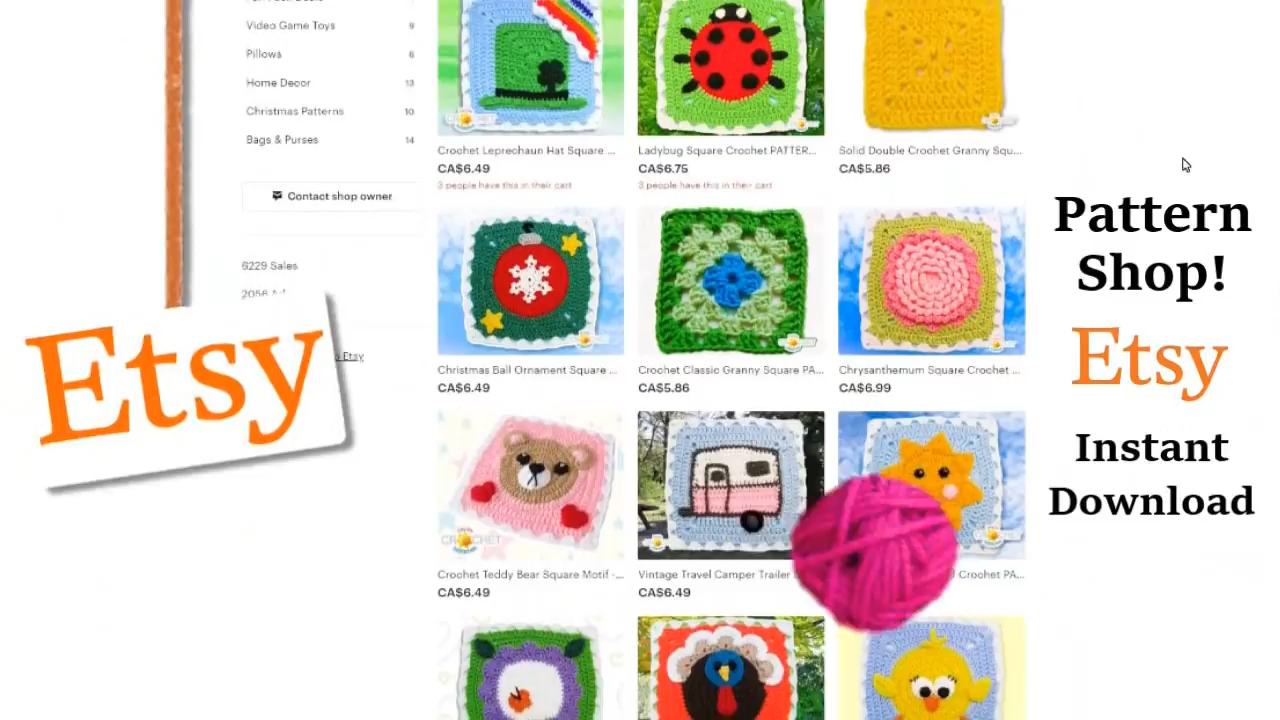 Video Game Toys 9
Pillows 6
Home Decor 13
Christmas Patterns 10
Bags & Purses 14
Contact shop owner
6229 Sales
Etsy
Etsy
Crochet Leprechaun Hat Square ...
CA$6.49
3 people have this in their cart
Ladybug Square Crochet PATTER...
CA$6.75
3 people have this in their cart
Solid Double Crochet Granny Squ...
CA$5.86
Christmas Ball Ornament Square ...
CA$6.49
Crochet Classic Granny Square PA...
CA$5.86
Chrysanthemum Square Crochet ...
CA$6.99
CROCHET
Crochet Teddy Bear Square Motif -...
CA$6.49
Vintage Travel Camper Trailer
CA$6.49
Crochet PA...
Pattern
Shop!
Etsy
Instant
Download